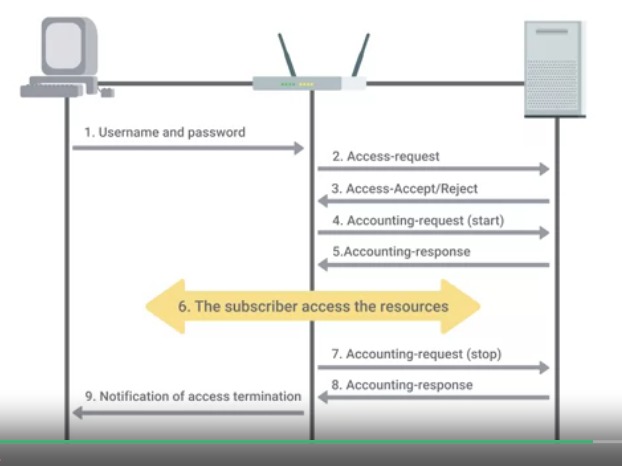 1. Username and password
2. Access-request
3. Access-Accept/Reject
4. Accounting-request (start)
5.Accounting-response
6. The subscriber access the resources
7. Accounting-request (stop)
8. Accounting-response
9. Notification of access termination